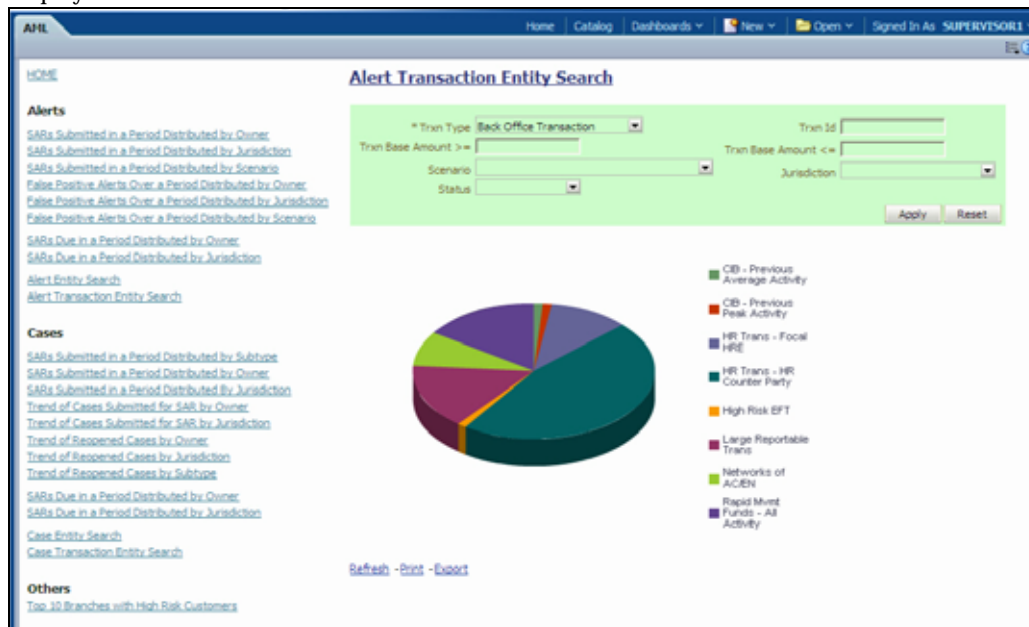 AML
Home Catalog Dashboards New Open Signed In As SUPERVISOR1
HOME
Alerts
SARs Submitted in a Period Distributed by Owner
SARs Submitted in a Period Distributed by Jurisdiction
SARs Submitted in a Period Distributed by Scenario
False Positive Alerts Over a Period Distributed by Owner
False Positive Alerts Over a Period Distributed by Jurisdiction
False Positive Alerts Over a Period Distributed by Scenario
SARs Due in a Period Distributed by Owner
SARs Due in a Period Distributed by Jurisdiction
Alert Entity Search
Alert Transaction Entity Search
Cases
SARs Submitted in a Period Distributed by Subtype
SARs Submitted in a Period Distributed by Owner
SARs Submitted in a Period Distributed By Jurisdiction
Trend of Cases Submitted for SAR by Owner
Trend of Cases Submitted for SAR by Jurisdiction
Trend of Reopened Cases by Owner
Trend of Reopened Cases by Jurisdiction
Trend of Reopened Cases by Subtype
SARs Due in a Period Distributed by Owner
SARs Due in a Period Distributed by Jurisdiction
Case Entity Search
Case Transaction Entity Search
Others
Top 10 Branches with High Risk Customers
Alert Transaction Entity Search
* Trxn Type Back Office Transaction
Trxn Id
Trxn Base Amount >=
Trxn Base Amount <=
Scenario
Jurisdiction
Status
Apply Reset
CIB - Previous
Average Activity
CIB - Previous
Peak Activity
HR Trans - Focal
HRE
HR Trans - HR
Counter Party
High Risk EFT
Large Reportable
Trans
Networks of
AC/EN
Rapid Mvmt
Funds - All
Activity
Refresh - Print - Export